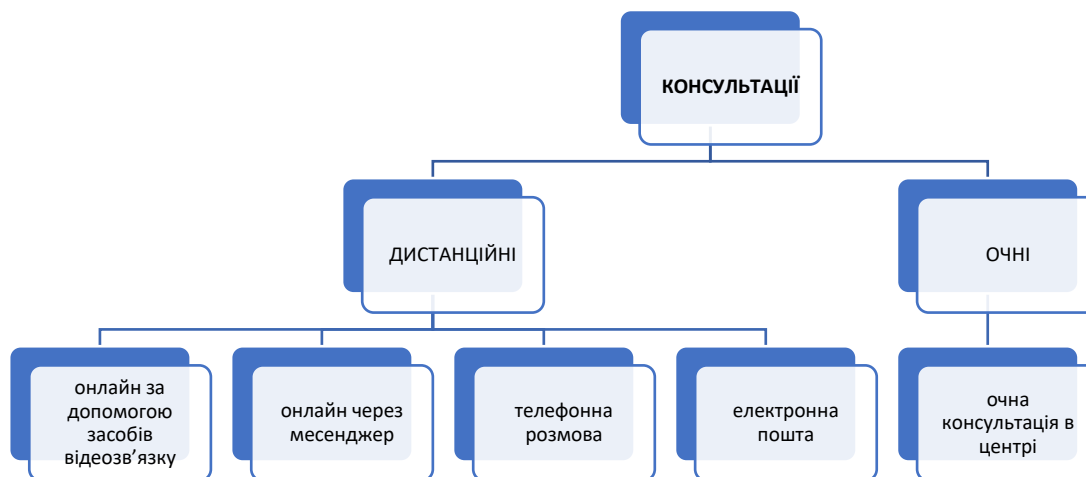 КОНСУЛЬТАЦІЇ
ДИСТАНЦІЙНІ
ОЧНІ
онлайн за
допомогою
засобів
відеозв’язку
онлайн через
месенджер
телефонна
розмова
електронна
пошта
очна
консультація в
центрі